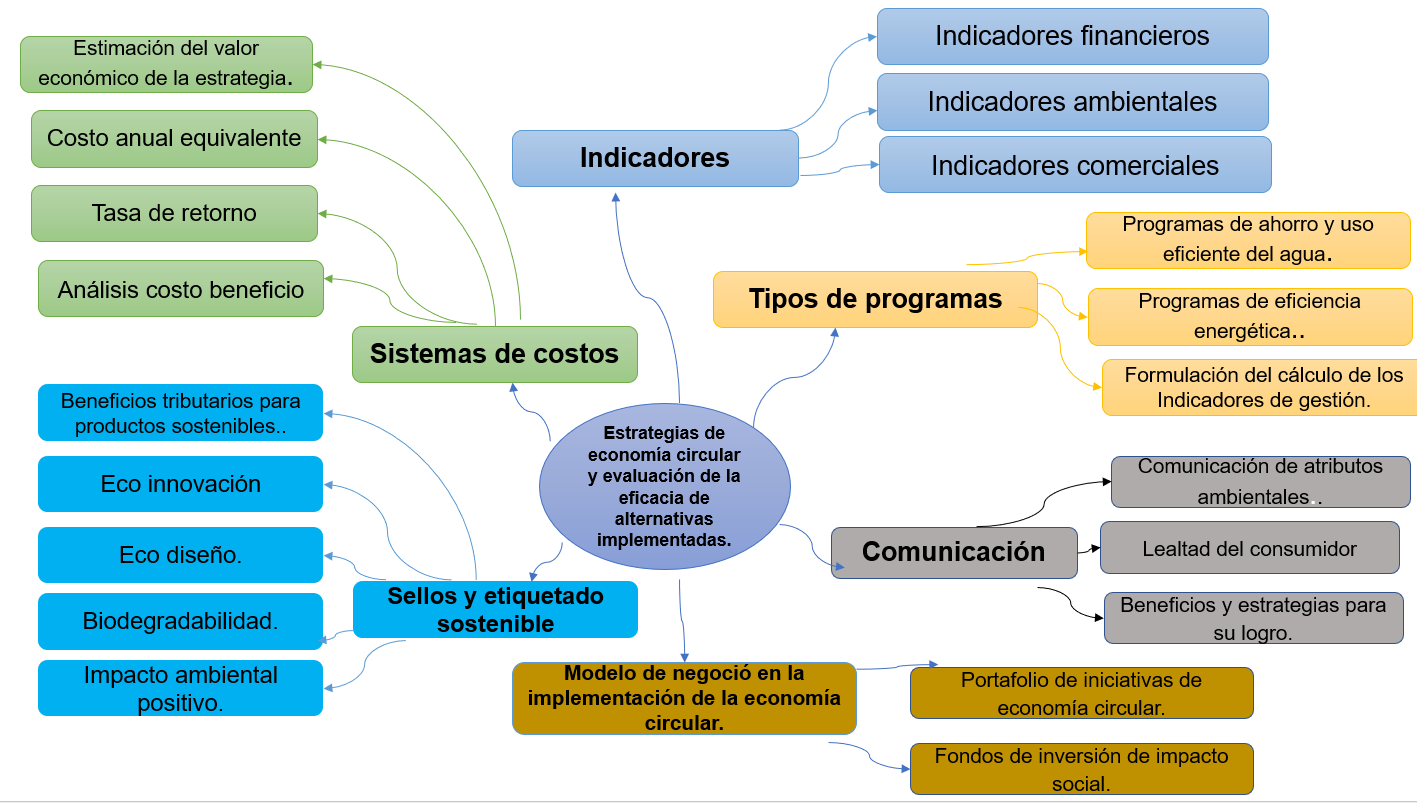 Estimación del valor
económico de la estrategia.
Costo anual equivalente
Tasa de retorno
Análisis costo beneficio
Sistemas de costos
Indicadores
Indicadores financieros
Indicadores ambientales
Indicadores comerciales
Tipos de programas
Programas de ahorro y uso
eficiente del agua.
Programas de eficiencia
energética..
Formulación del cálculo de los
Indicadores de gestión.
Estrategias de
economía circular
y evaluación de la
eficacia de
alternativas
implementadas.
Beneficios tributarios para
productos sostenibles..
Eco innovación
Eco diseño.
Biodegradabilidad.
Impacto ambiental
positivo.
Sellos y etiquetado
sostenible
Comunicación
Comunicación de atributos
ambientales..
Lealtad del consumidor
Beneficios y estrategias para
su logro.
Modelo de negoció en la
implementación de la economía
circular.
Portafolio de iniciativas de
economía circular.
Fondos de inversión de impacto
social.